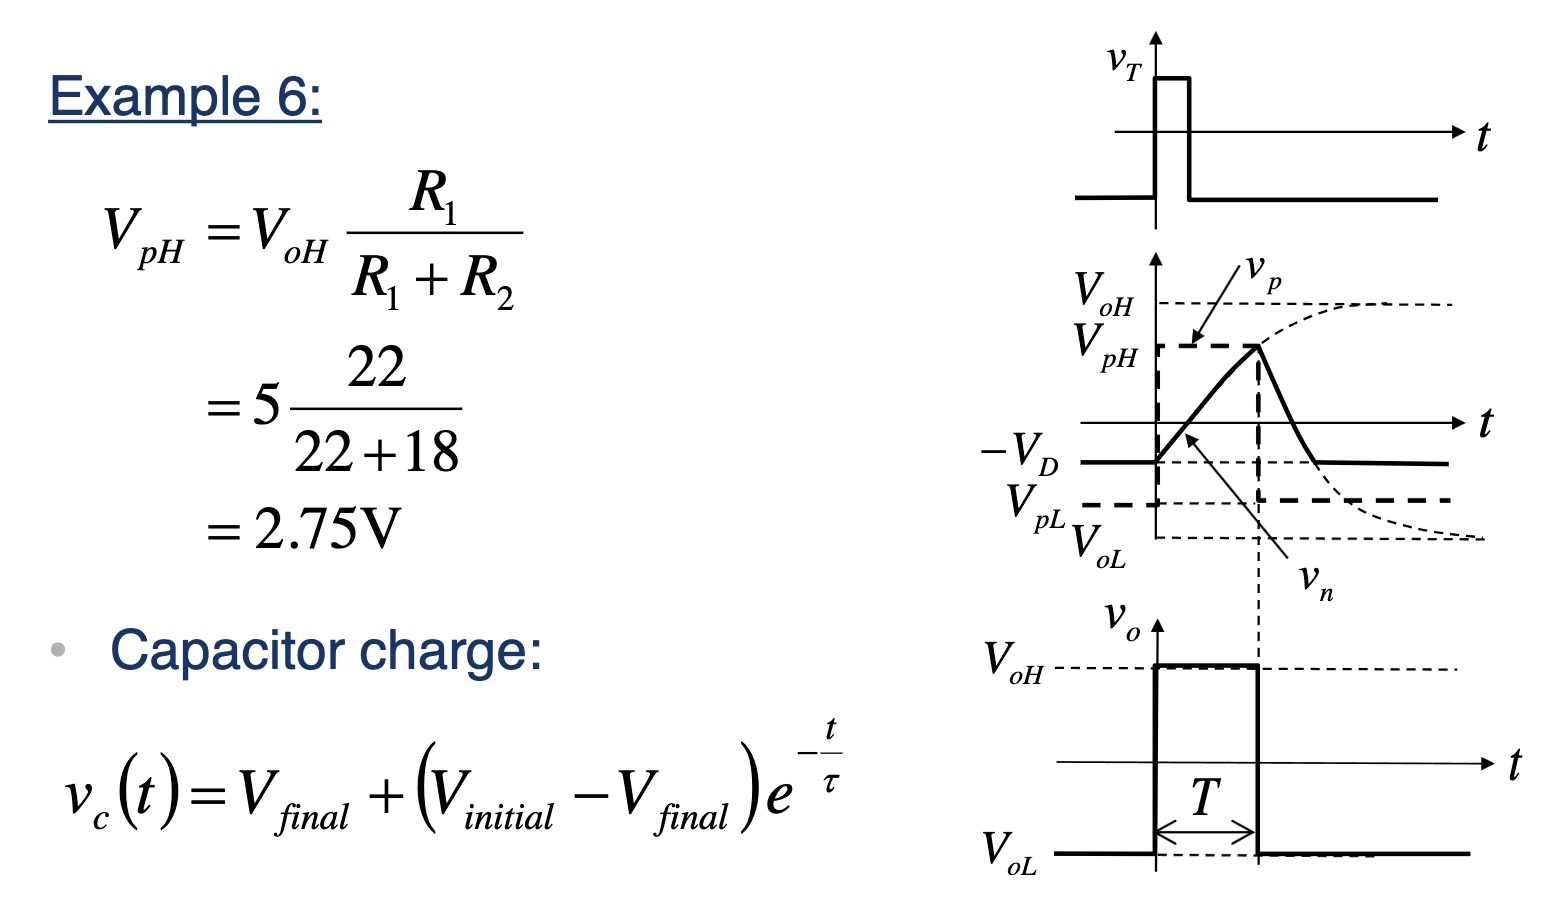 Example 6:
V_{pH} = V_{oH} \frac{R_1}{R_1 + R_2}
= 5 \frac{22}{22+18}
= 2.75V
• Capacitor charge:
v_c(t) = V_{final} + (V_{initial} - V_{final}) e^{-\frac{t}{τ}}
v_T
t
v_p
V_{oH}
V_{pH}
t
-V_D
V_{pL}
V_{oL}
v_n
v_o
V_{oH}
t
T
V_{oL}